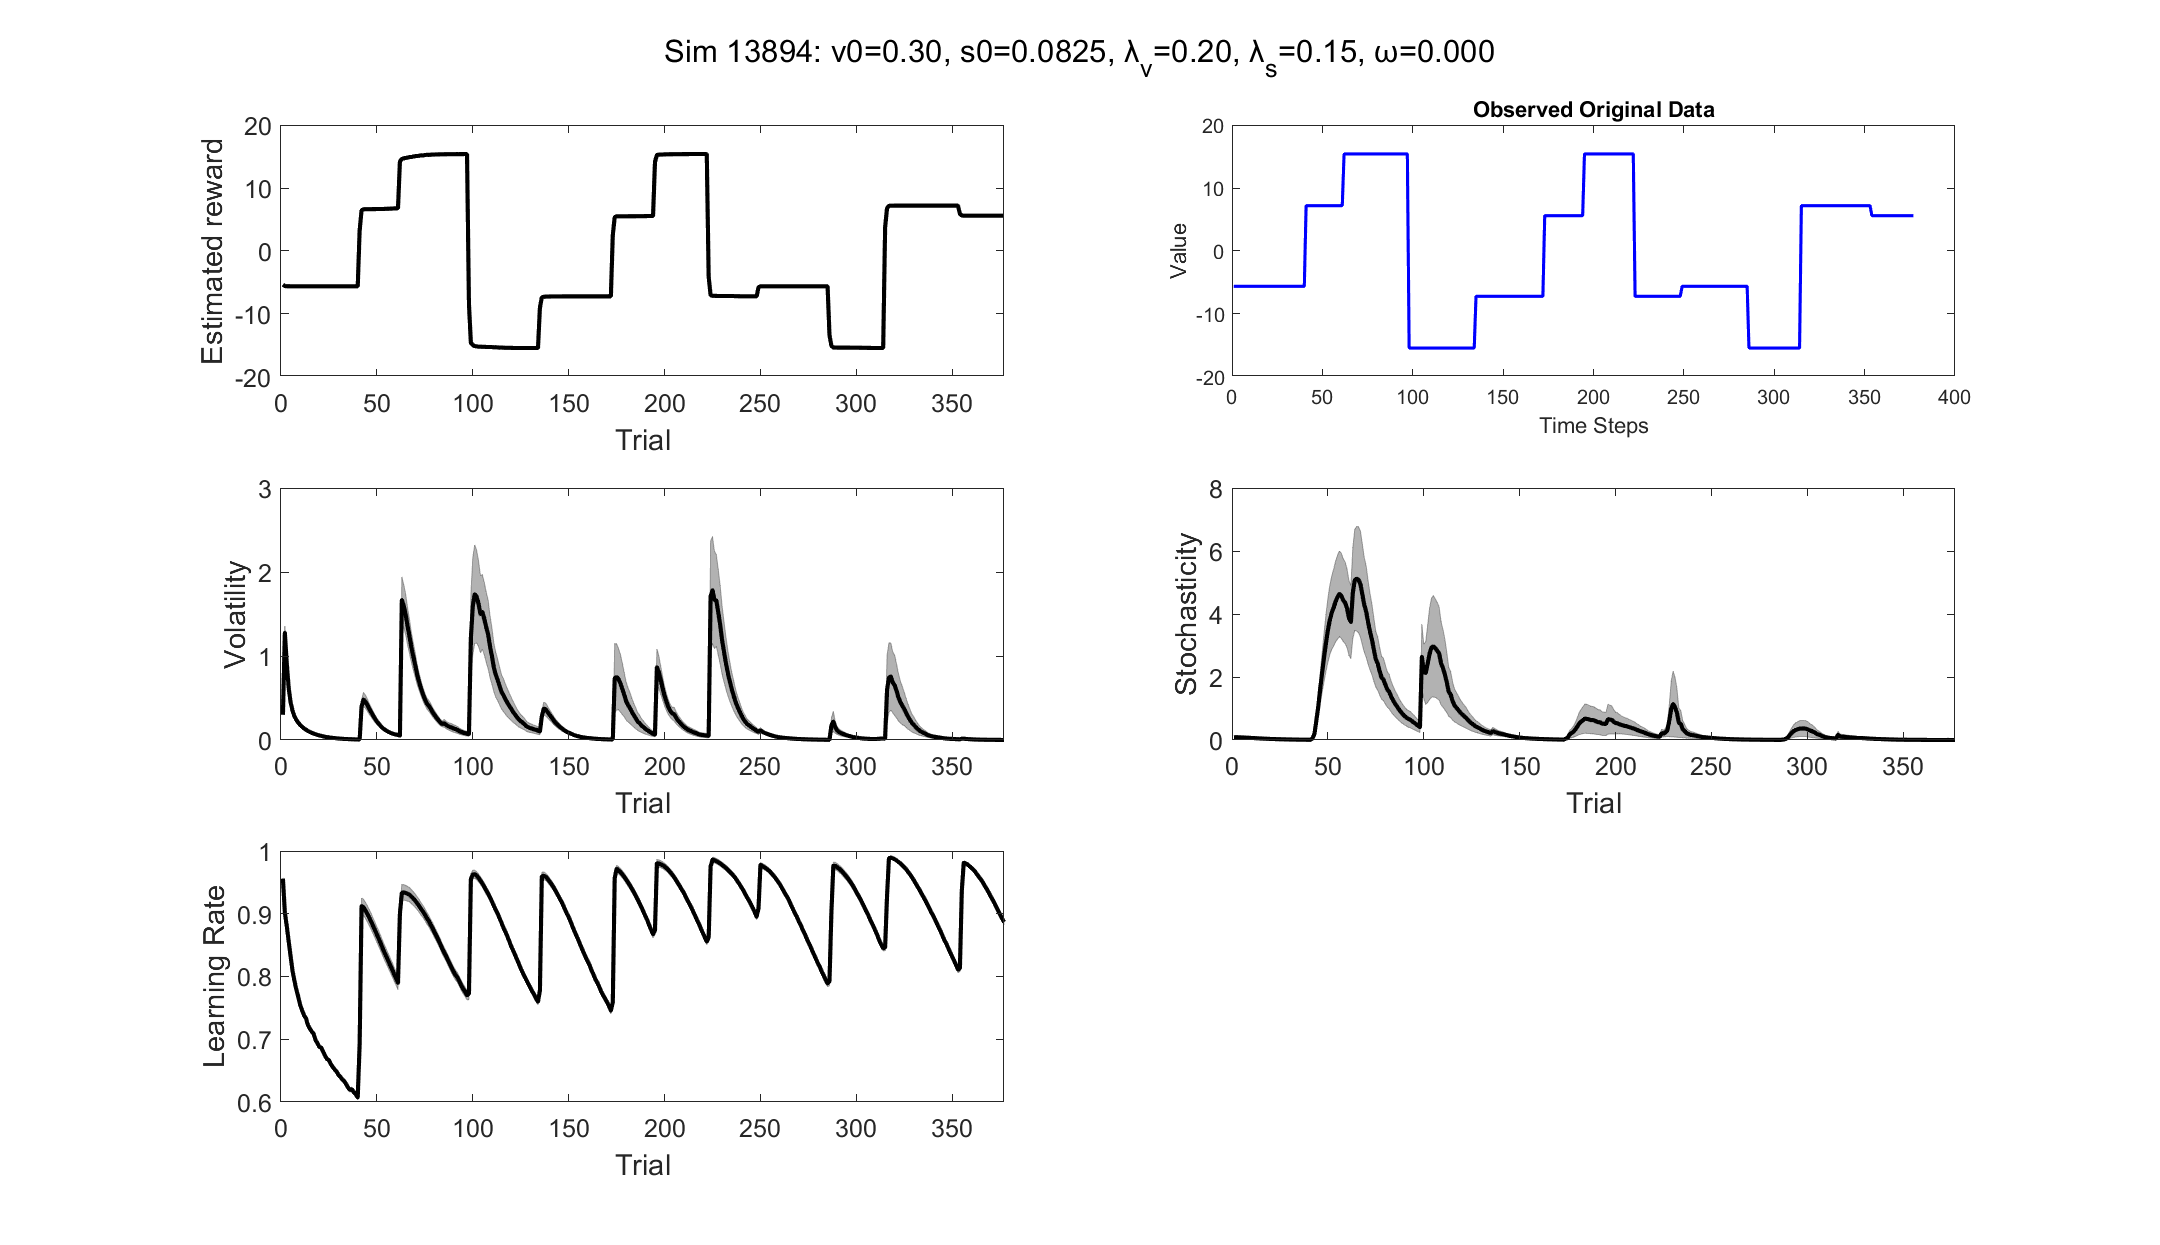 Sim 13894: v0=0.30, s0=0.0825, λ_v=0.20, λ_s=0.15, ω=0.000
20
10
0
-10
-20
Estimated reward
0 50 100 150 200 250 300 350
Trial
Observed Original Data
20
10
0
-10
-20
Value
0 50 100 150 200 250 300 350 400
Time Steps
3
2
1
0
Volatility
0 50 100 150 200 250 300 350
Trial
8
6
4
2
0
Stochasticity
0 50 100 150 200 250 300 350
Trial
1
0.9
0.8
0.7
0.6
Learning Rate
0 50 100 150 200 250 300 350
Trial